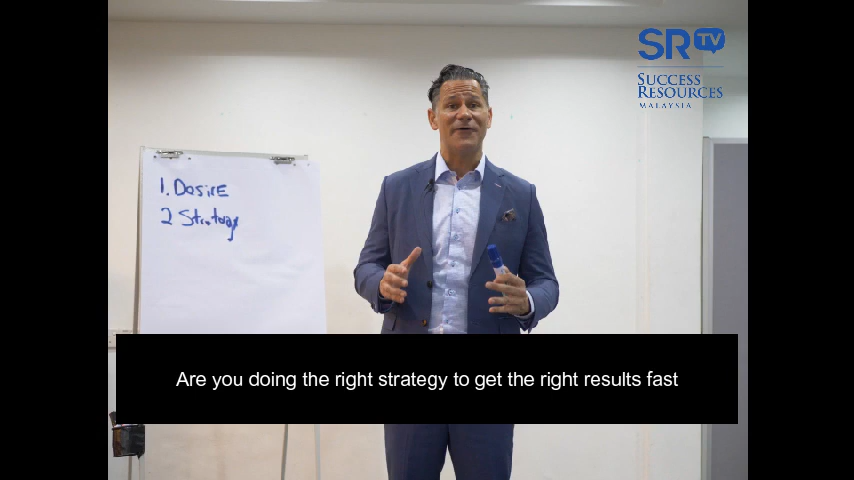 SR TV
SUCCESS
RESOURCES
MALAYSIA
1. Desire
2 Strategy
Are you doing the right strategy to get the right results fast